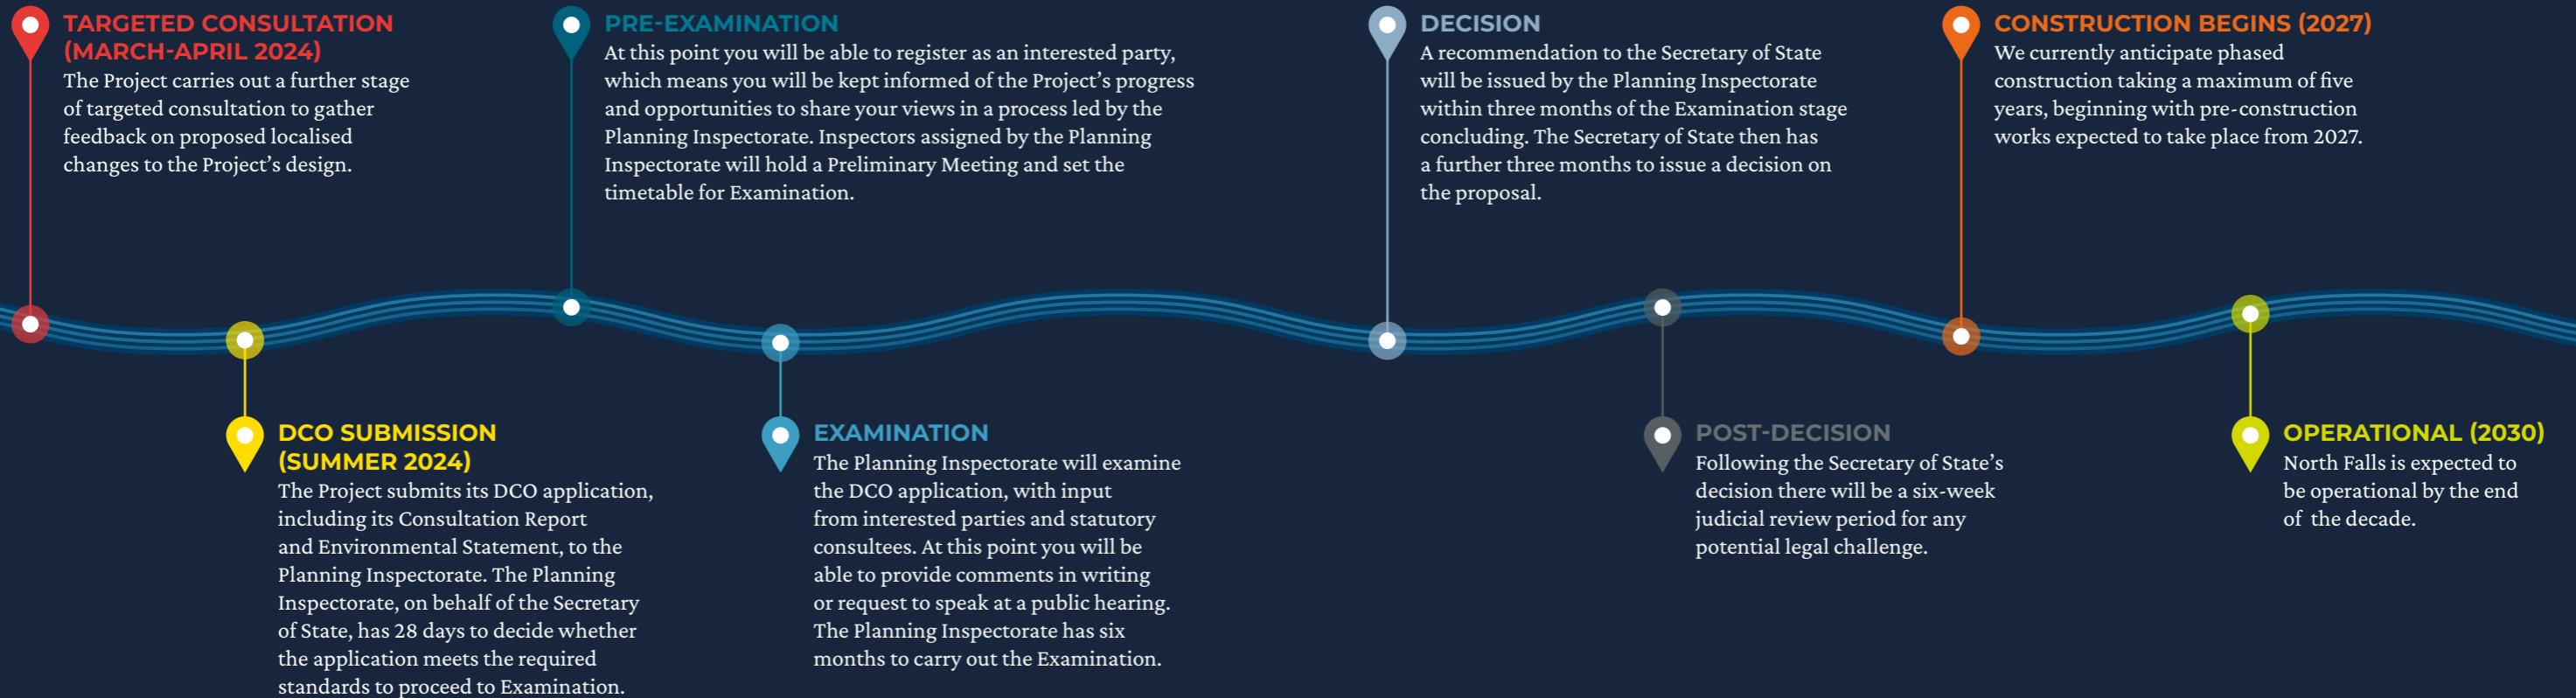 TARGETED CONSULTATION
(MARCH-APRIL 2024)
The Project carries out a further stage
of targeted consultation to gather
feedback on proposed localised
changes to the Project's design.
DCO SUBMISSION
(SUMMER 2024)
The Project submits its DCO application,
including its Consultation Report
and Environmental Statement, to the
Planning Inspectorate. The Planning
Inspectorate, on behalf of the Secretary
of State, has 28 days to decide whether
the application meets the required
standards to proceed to Examination.
PRE-EXAMINATION
At this point you will be able to register as an interested party,
which means you will be kept informed of the Project's progress
and opportunities to share your views in a process led by the
Planning Inspectorate. Inspectors assigned by the Planning
Inspectorate will hold a Preliminary Meeting and set the
timetable for Examination.
EXAMINATION
The Planning Inspectorate will examine
the DCO application, with input
from interested parties and statutory
consultees. At this point you will be
able to provide comments in writing
or request to speak at a public hearing.
The Planning Inspectorate has six
months to carry out the Examination.
DECISION
A recommendation to the Secretary of State
will be issued by the Planning Inspectorate
within three months of the Examination stage
concluding. The Secretary of State then has
a further three months to issue a decision on
the proposal.
POST-DECISION
Following the Secretary of State's
decision there will be a six-week
judicial review period for any
potential legal challenge.
CONSTRUCTION BEGINS (2027)
We currently anticipate phased
construction taking a maximum of five
years, beginning with pre-construction
works expected to take place from 2027.
OPERATIONAL (2030)
North Falls is expected to
be operational by the end
of the decade.